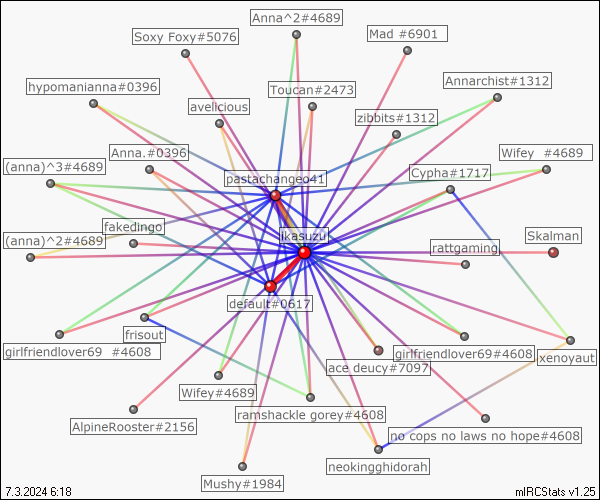 Anna^2#4689
Soxy Foxy#5076
Mad #6901
hypomanianna#0396
Toucan#2473
Annarchist#1312
avelicious
zibbits#1312
Anna.#0396
Wifey #4689
(anna)^3#4689
Cypha#1717
pastachangeo41
fakedingo
ikasuzu
Skalman
(anna)^2#4689
rattgaming
default#0617
frisout
girlfriendlover69 #4608
girlfriendlover69#4608
xenoyaut
ace deucy#7097
Wifey#4689
ramshackle gorey#4608
AlpineRooster#2156
no cops no laws no hope#4608
neokingghidorah
Mushy#1984
7.3.2024 6:18
mIRCStats v1.25